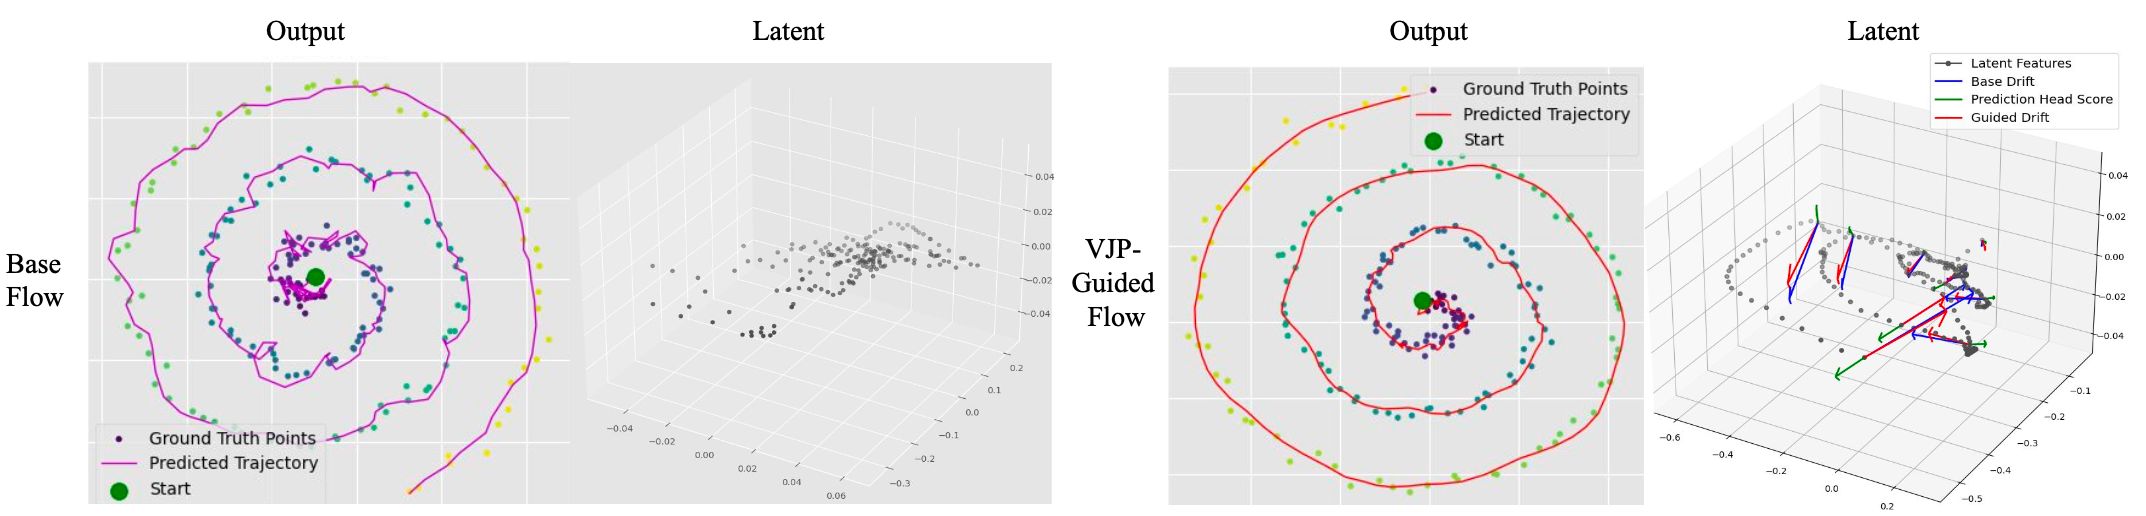 Output
Latent
Output
Latent
Base
Flow
Ground Truth Points
Predicted Trajectory
Start
0.04
0.02
0.00
−0.02
−0.04
0.2
0.1
0.0
−0.1
−0.2
−0.3
−0.04
−0.02
0.00
0.02
0.04
0.06
VJP-
Guided
Flow
Ground Truth Points
Predicted Trajectory
Start
Latent Features
Base Drift
Prediction Head Score
Guided Drift
0.04
0.02
0.00
−0.02
−0.04
−0.1
−0.2
−0.3
−0.4
−0.5
−0.6
−0.4
−0.2
0.0
0.2